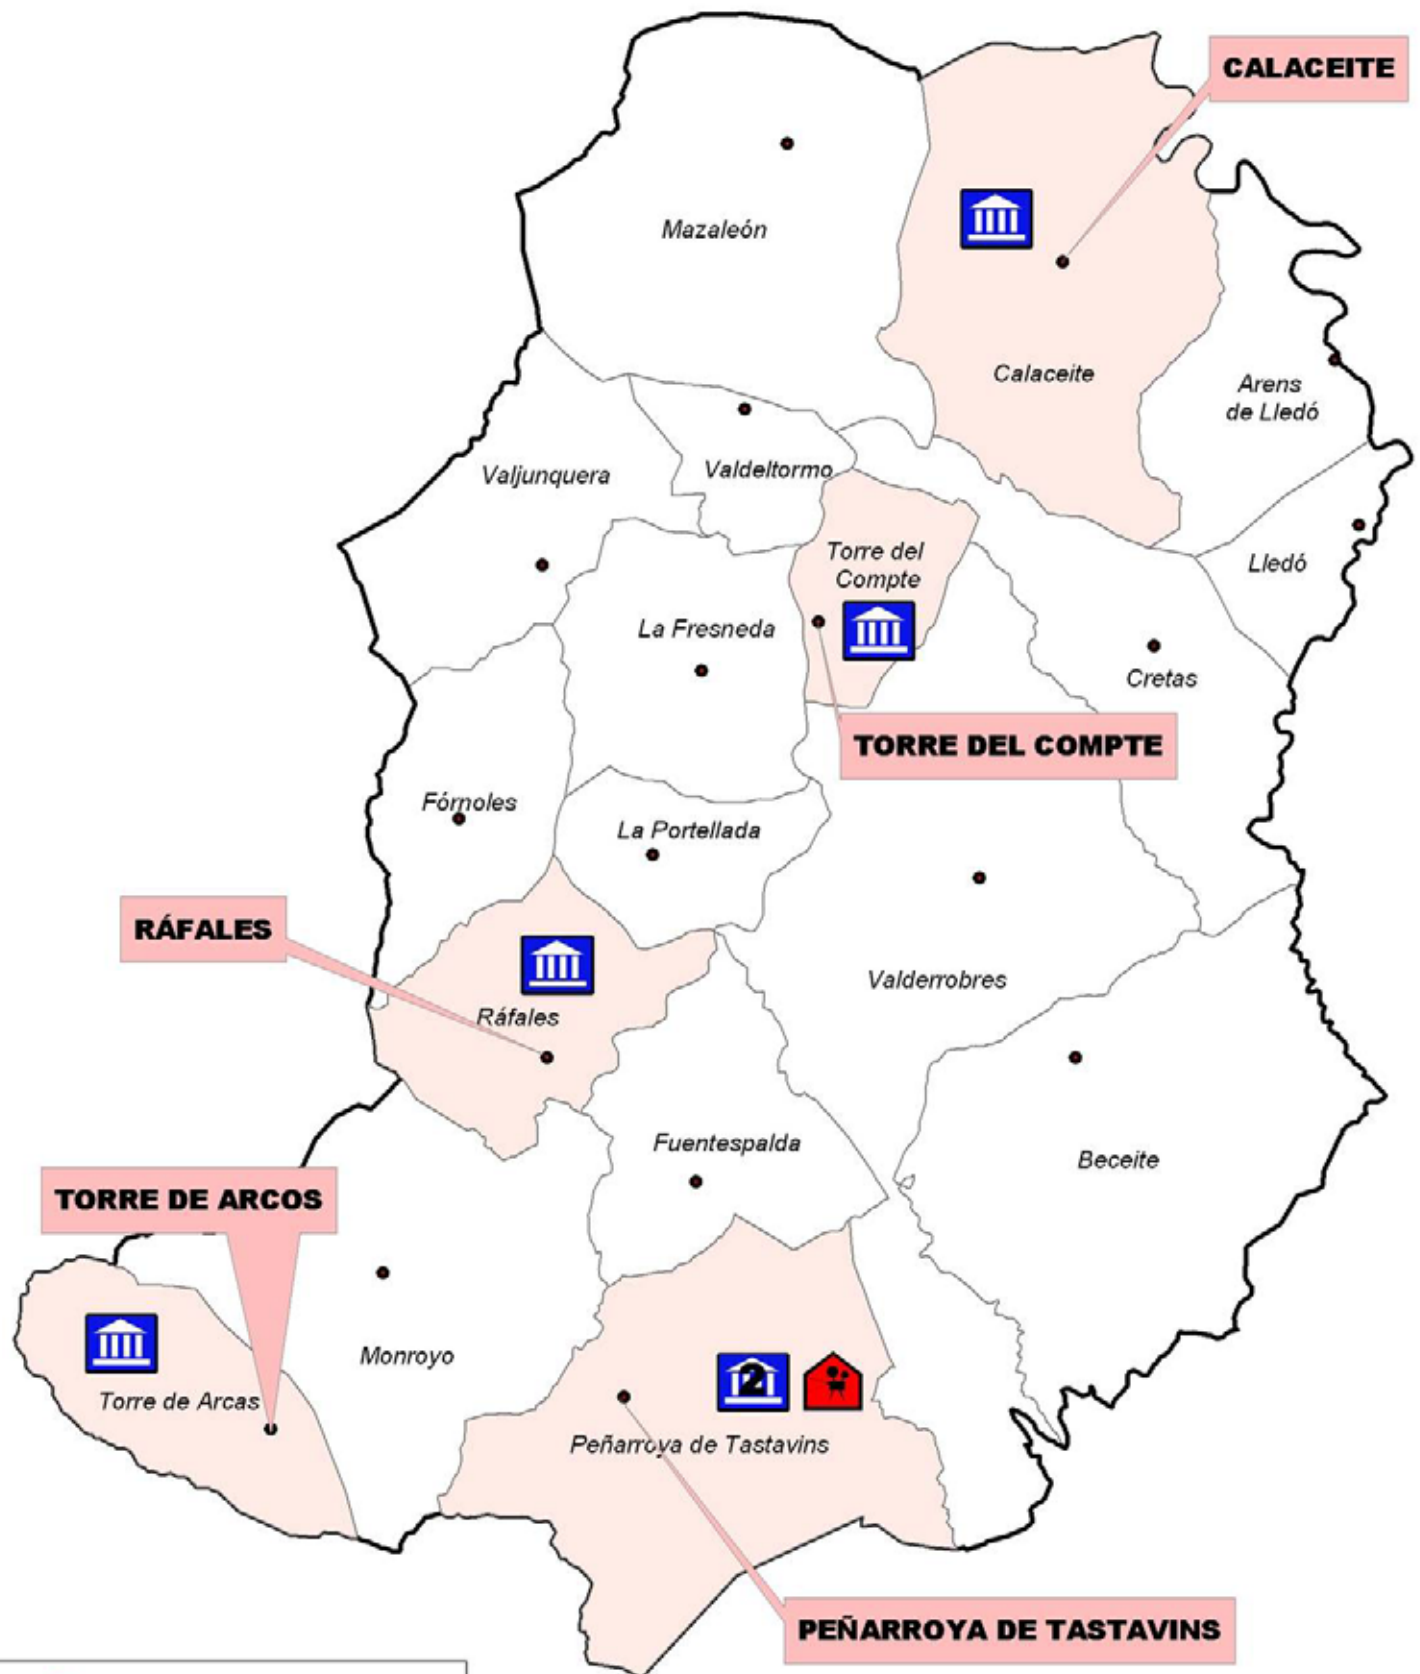 CALACEITE
Mazaleón
Calaceite
Arens
de Lledó
Valjunquera
Valdeltormo
Torre del
Compte
Lledó
La Fresneda
Cretas
TORRE DEL COMPTE
Fórnoles
La Portellada
RÁFALES
Valderrobres
Ráfales
Fuentespalda
Beceite
TORRE DE ARCOS
Monroyo
2
Torre de Arcas
Peñarroya de Tastavins
PEÑARROYA DE TASTAVINS